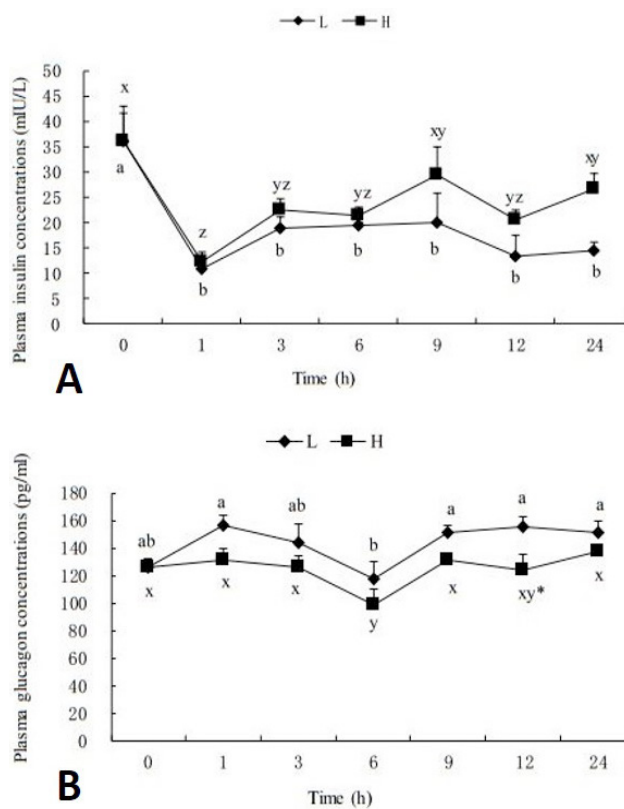 L H
Plasma insulin concentrations (mIU/L)
50
45
40
35
30
25
20
15
10
5
0
x
a
z
b
yz
b
yz
b
xy
b
yz
b
xy
b
0 1 3 6 9 12 24
Time (h)
A
L H
Plasma glucagon concentrations (pg/ml)
180
160
140
120
100
80
60
40
20
0
ab
x
a
x
ab
x
b
y
a
x
a
xy*
a
x
0 1 3 6 9 12 24
Time (h)
B